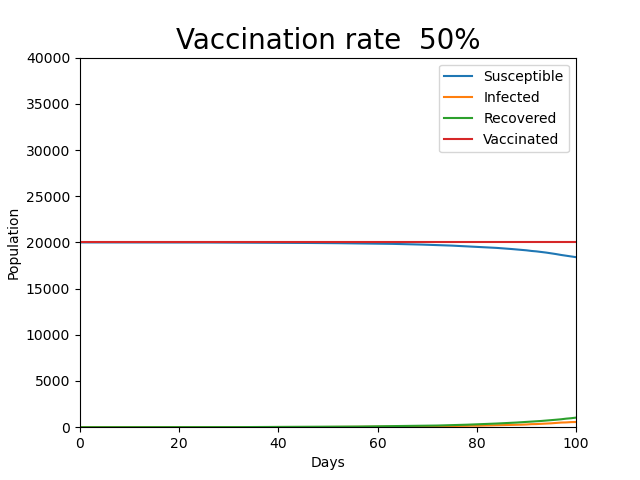 Vaccination rate  50%
40000
35000
30000
25000
20000
15000
10000
5000
0
Population
Susceptible
Infected
Recovered
Vaccinated
0 20 40 60 80 100
Days